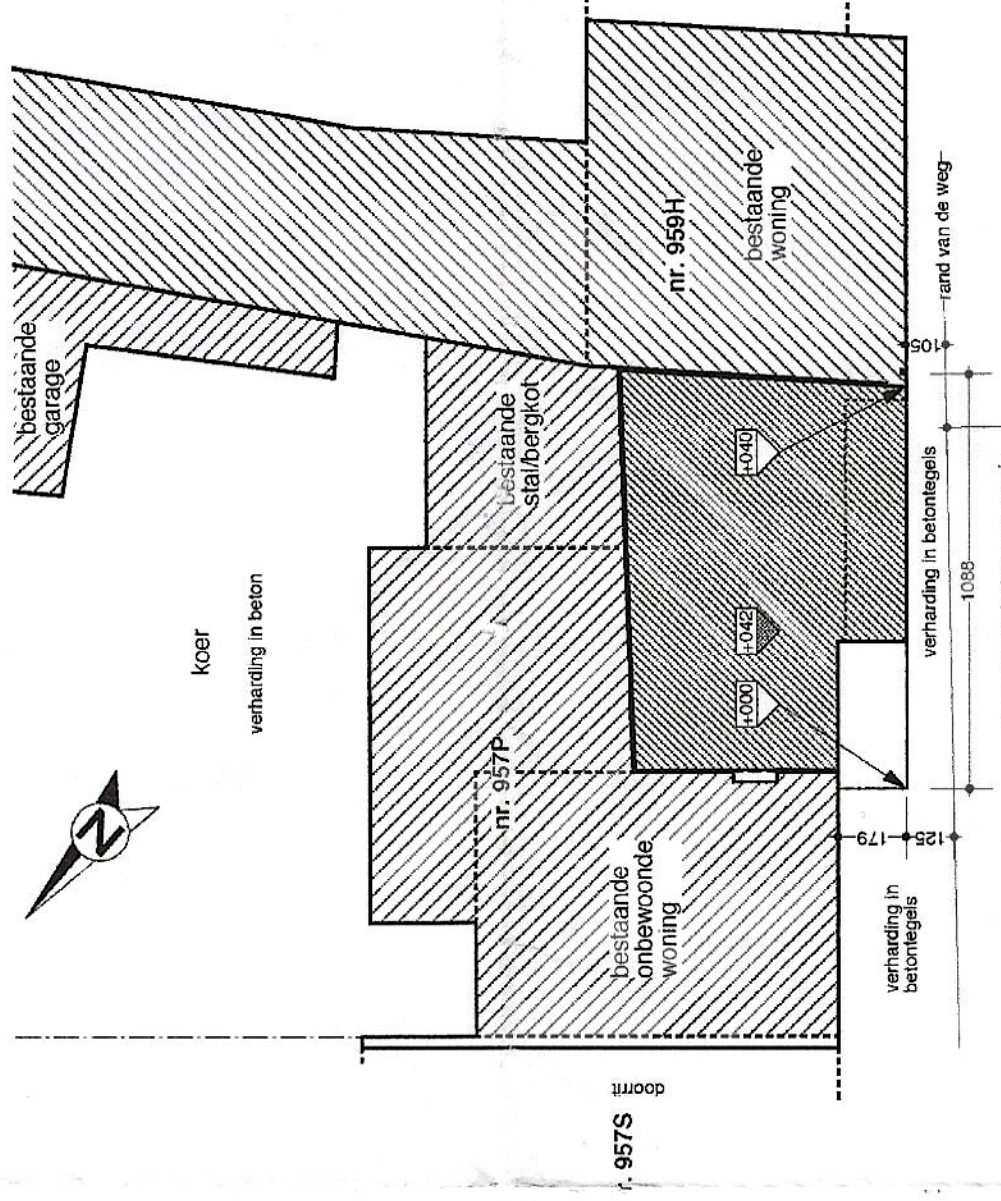 bestaande
garage
koer
verharding in beton
N
bestaande
stal/bergkot
nr. 959H
bestaande
woning
nr. 957P
bestaande
onbewoonde
woning
+000
+042
+040
105
rand van de weg
verharding in betontegels
1088
179
125
verharding in
betontegels
doorrit
r. 957S